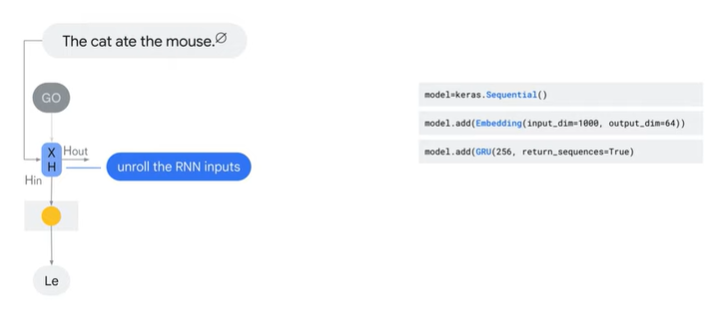 The cat ate the mouse.∅
GO
X
H
Hout
Hin
unroll the RNN inputs
Le
model=keras.Sequential()
model.add(Embedding(input_dim=1000, output_dim=64))
model.add(GRU(256, return_sequences=True)